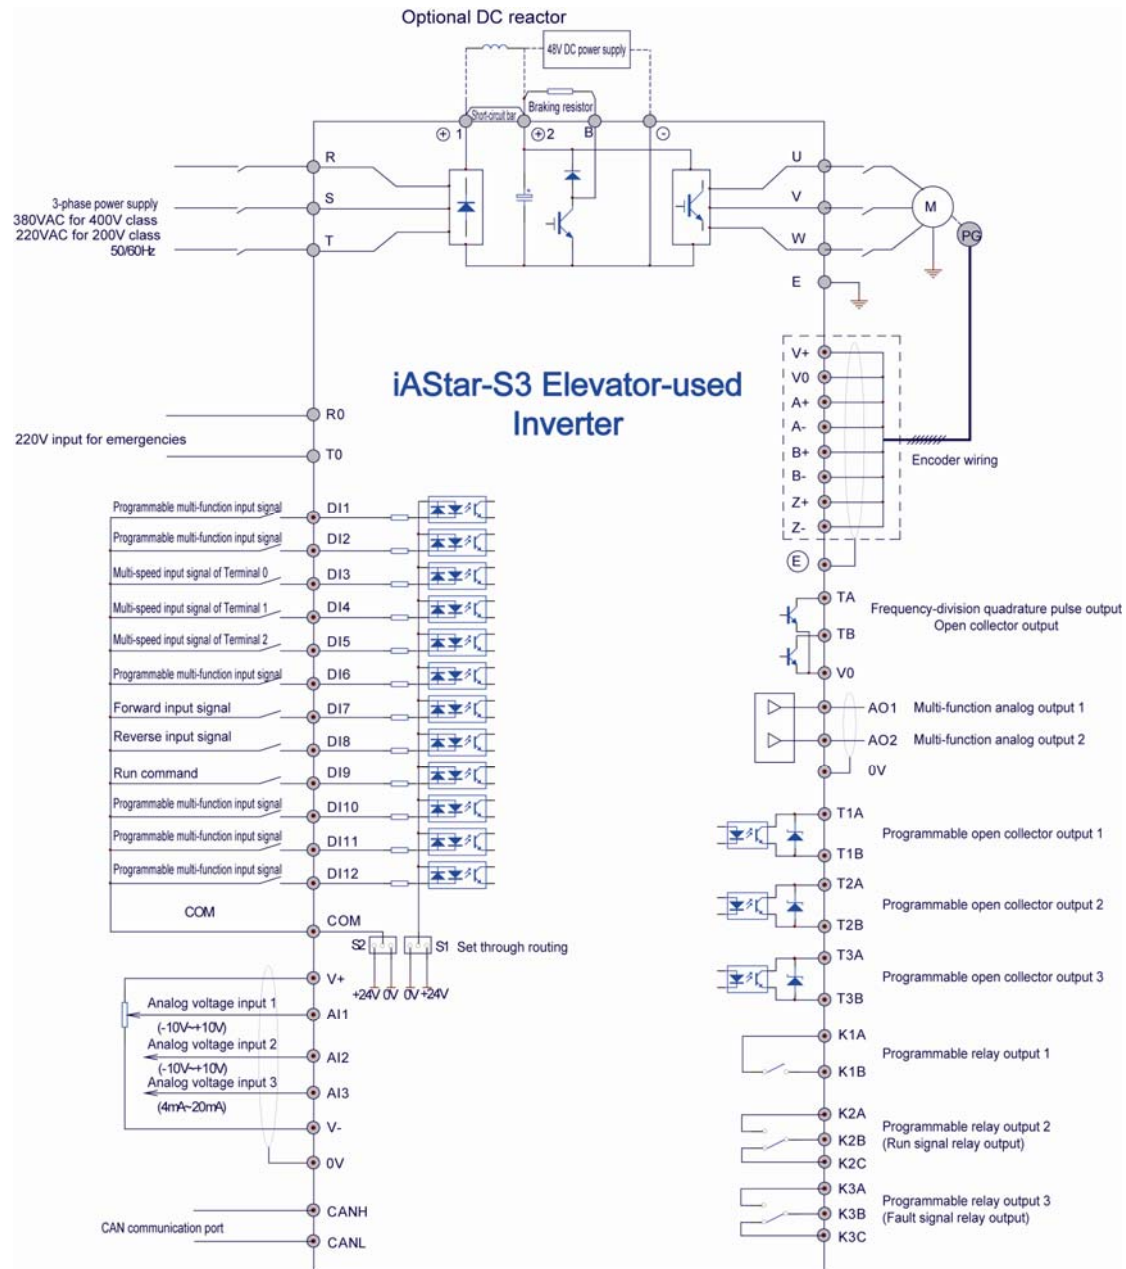 Optional DC reactor
48V DC power supply
Short-circuit bar
Braking resistor
⊕ 1
⊕ 2
B
⊖
R
S
T
3-phase power supply
380VAC for 400V class
220VAC for 200V class
50/60Hz
U
V
W
M
PG
E
iAStar-S3 Elevator-used
Inverter
R0
220V input for emergencies
T0
V+
V0
A+
A-
B+
B-
Z+
Z-
Encoder wiring
E
Programmable multi-function input signal DI1
Programmable multi-function input signal DI2
Multi-speed input signal of Terminal 0 DI3
Multi-speed input signal of Terminal 1 DI4
Multi-speed input signal of Terminal 2 DI5
Programmable multi-function input signal DI6
Forward input signal DI7
Reverse input signal DI8
Run command DI9
Programmable multi-function input signal DI10
Programmable multi-function input signal DI11
Programmable multi-function input signal DI12
COM COM
S2 S1 Set through routing
+24V 0V 0V +24V
V+
Analog voltage input 1
AI1
(-10V~+10V)
Analog voltage input 2
AI2
(-10V~+10V)
Analog voltage input 3
AI3
(4mA~20mA)
V-
0V
CANH
CAN communication port
CANL
TA
Frequency-division quadrature pulse output
Open collector output
TB
V0
AO1 Multi-function analog output 1
AO2 Multi-function analog output 2
0V
T1A
Programmable open collector output 1
T1B
T2A
Programmable open collector output 2
T2B
T3A
Programmable open collector output 3
T3B
K1A
Programmable relay output 1
K1B
K2A
Programmable relay output 2
K2B
(Run signal relay output)
K2C
K3A
Programmable relay output 3
K3B
(Fault signal relay output)
K3C